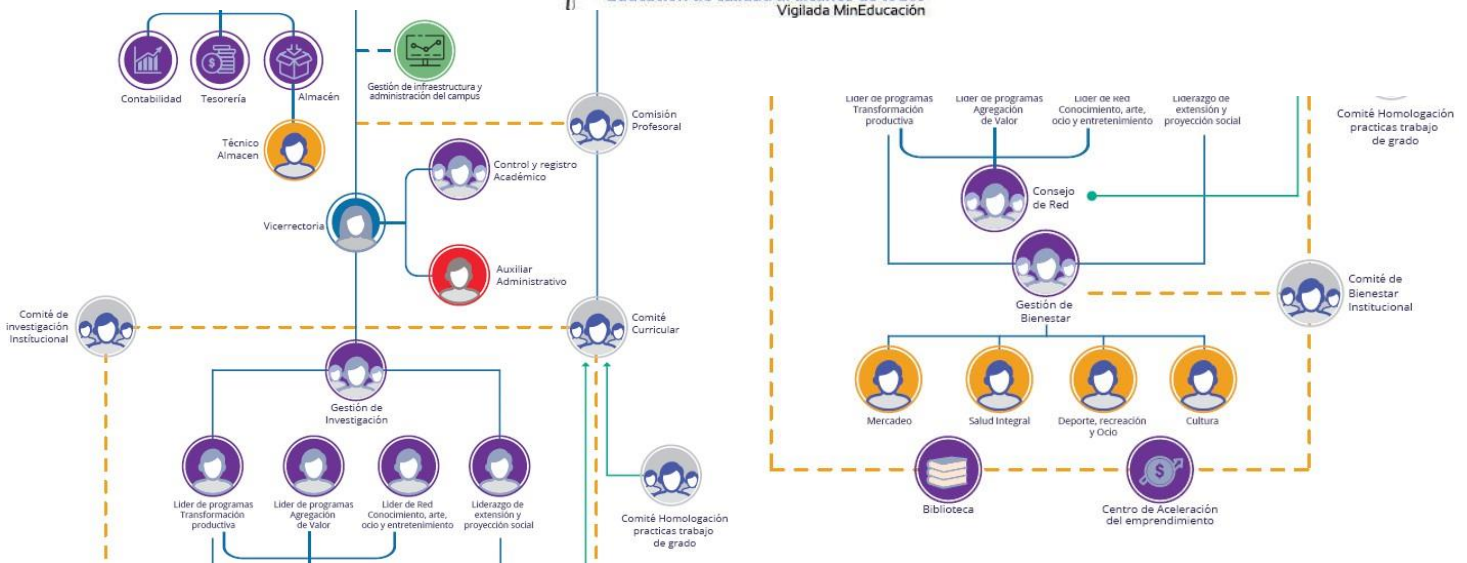 Vigilada MinEducación
Contabilidad
Tesorería
Almacén
Gestión de infraestructura y
administración del campus
Técnico
Almacen
Comisión
Profesoral
Control y registro
Académico
Vicerrectoria
Auxiliar
Administrativo
Comité de
investigación
Institucional
Comité
Curricular
Gestión de
Investigación
Lider de programas
Transformación
productiva
Lider de programas
Agregación
de Valor
Lider de Red
Conocimiento, arte,
ocio y entretenimiento
Liderazgo de
extensión y
proyección social
Comité Homologación
practicas trabajo
de grado
Lider de programas
Transformación
productiva
Lider de programas
Agregación
de Valor
Lider de Red
Conocimiento, arte,
ocio y entretenimiento
Liderazgo de
extensión y
proyección social
Comité Homologación
practicas trabajo
de grado
Consejo
de Red
Gestión de
Bienestar
Comité de
Bienestar
Institucional
Mercadeo
Salud Integral
Deporte, recreación
y Ocio
Cultura
Biblioteca
Centro de Aceleración
del emprendimiento